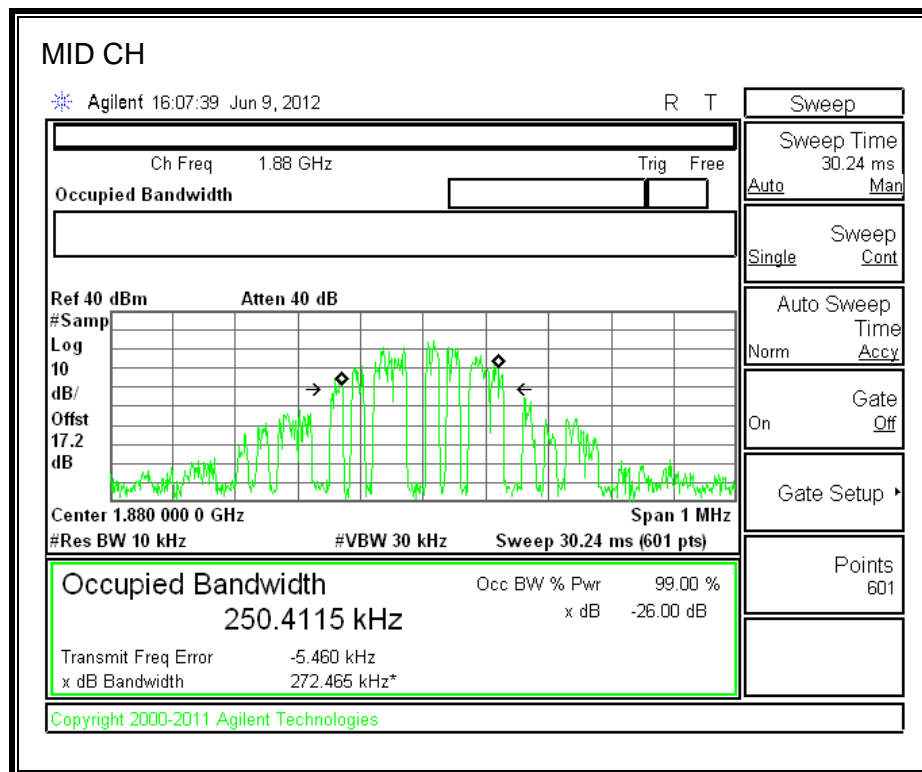 MID CH
Agilent 16:07:39 Jun 9, 2012 R T
Ch Freq 1.88 GHz Trig Free
Occupied Bandwidth
Ref 40 dBm Atten 40 dB
#Samp
Log
10
dB/
Offst
17.2
dB
Center 1.880 000 0 GHz Span 1 MHz
#Res BW 10 kHz #VBW 30 kHz Sweep 30.24 ms (601 pts)
Occupied Bandwidth Occ BW % Pwr 99.00 %
250.4115 kHz x dB -26.00 dB
Transmit Freq Error -5.460 kHz
x dB Bandwidth 272.465 kHz*
Copyright 2000-2011 Agilent Technologies
Sweep
Sweep Time
30.24 ms
Auto Man
Sweep
Single Cont
Auto Sweep
Time
Norm Accy
Gate
On Off
Gate Setup
Points
601